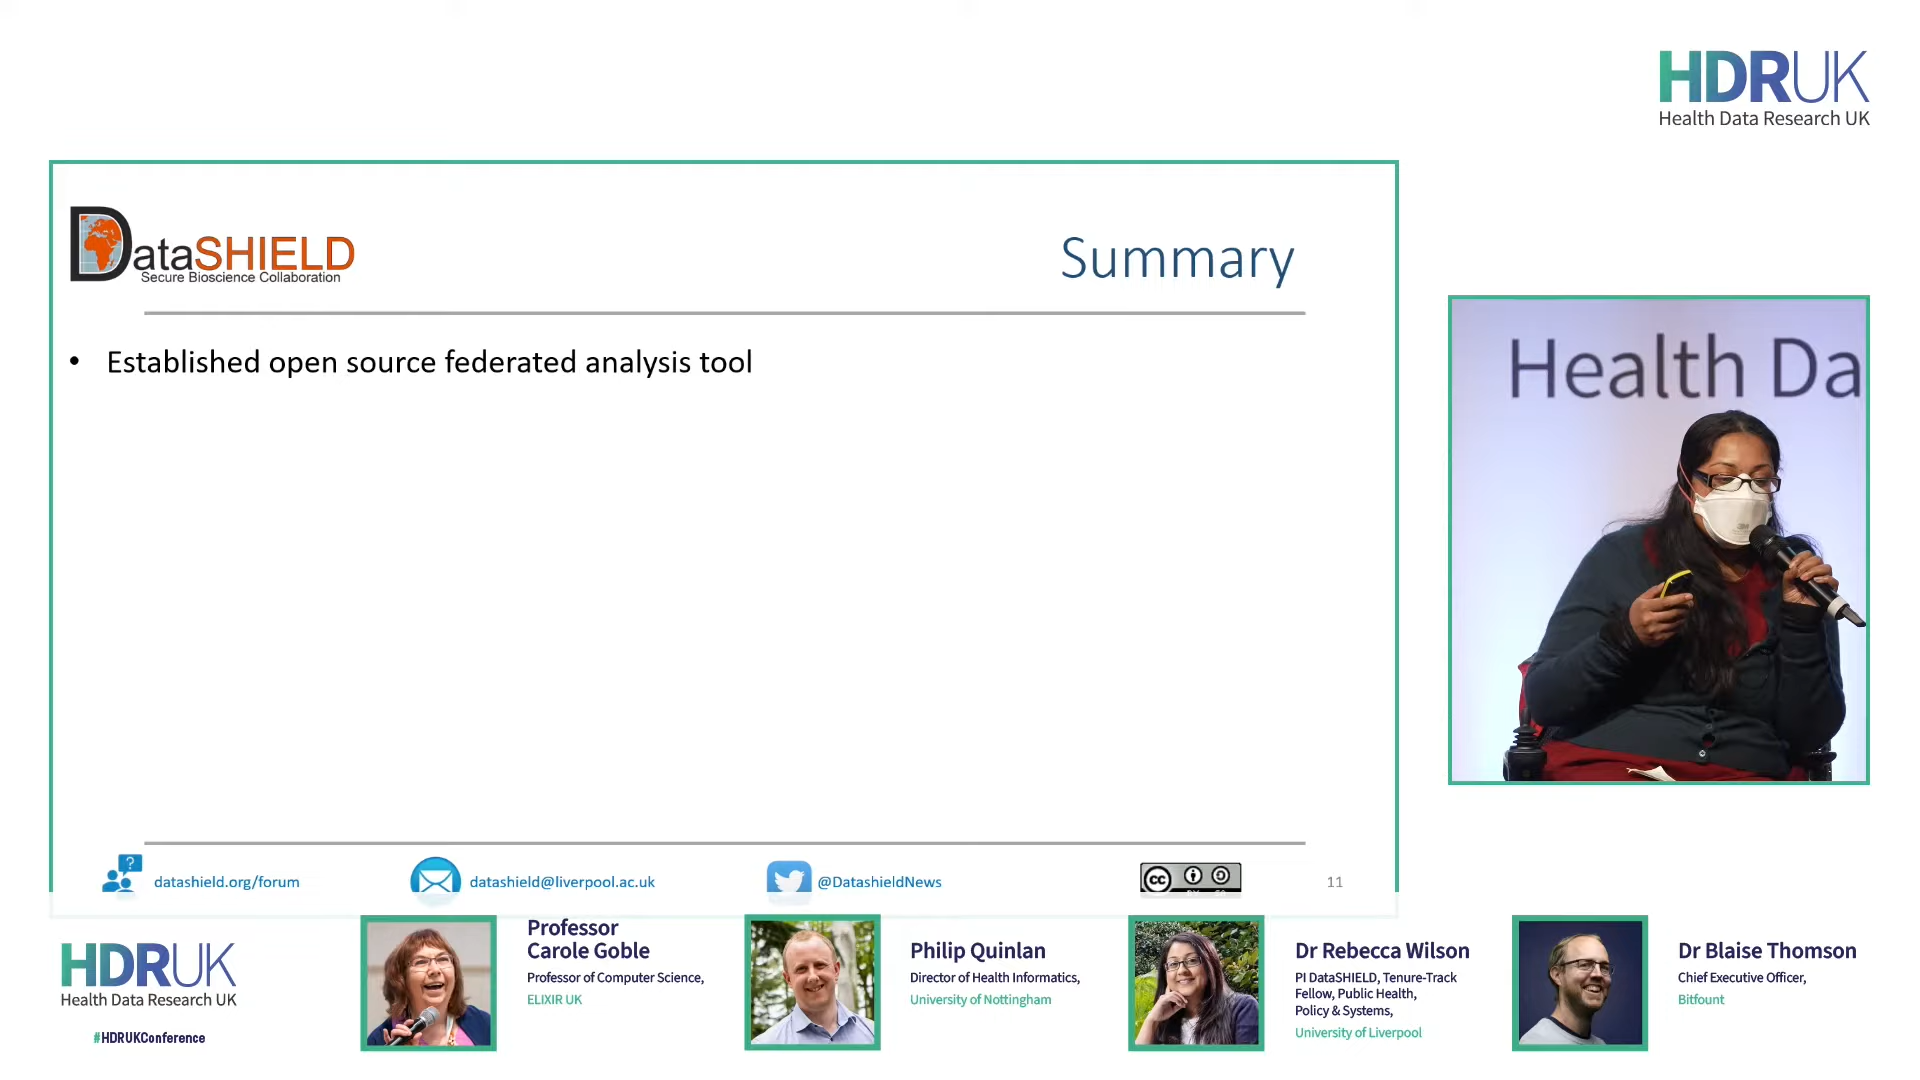 HDRUK
Health Data Research UK
DataSHIELD
Secure Bioscience Collaboration
Summary
• Established open source federated analysis tool
Health Da
datashield.org/forum
datashield@liverpool.ac.uk
@DatashieldNews
cc
11
HDRUK
Health Data Research UK
#HDRUKConference
Professor
Carole Goble
Professor of Computer Science,
ELIXIR UK
Philip Quinlan
Director of Health Informatics,
University of Nottingham
Dr Rebecca Wilson
PI DataSHIELD, Tenure-Track
Fellow, Public Health,
Policy & Systems,
University of Liverpool
Dr Blaise Thomson
Chief Executive Officer,
Bitfount